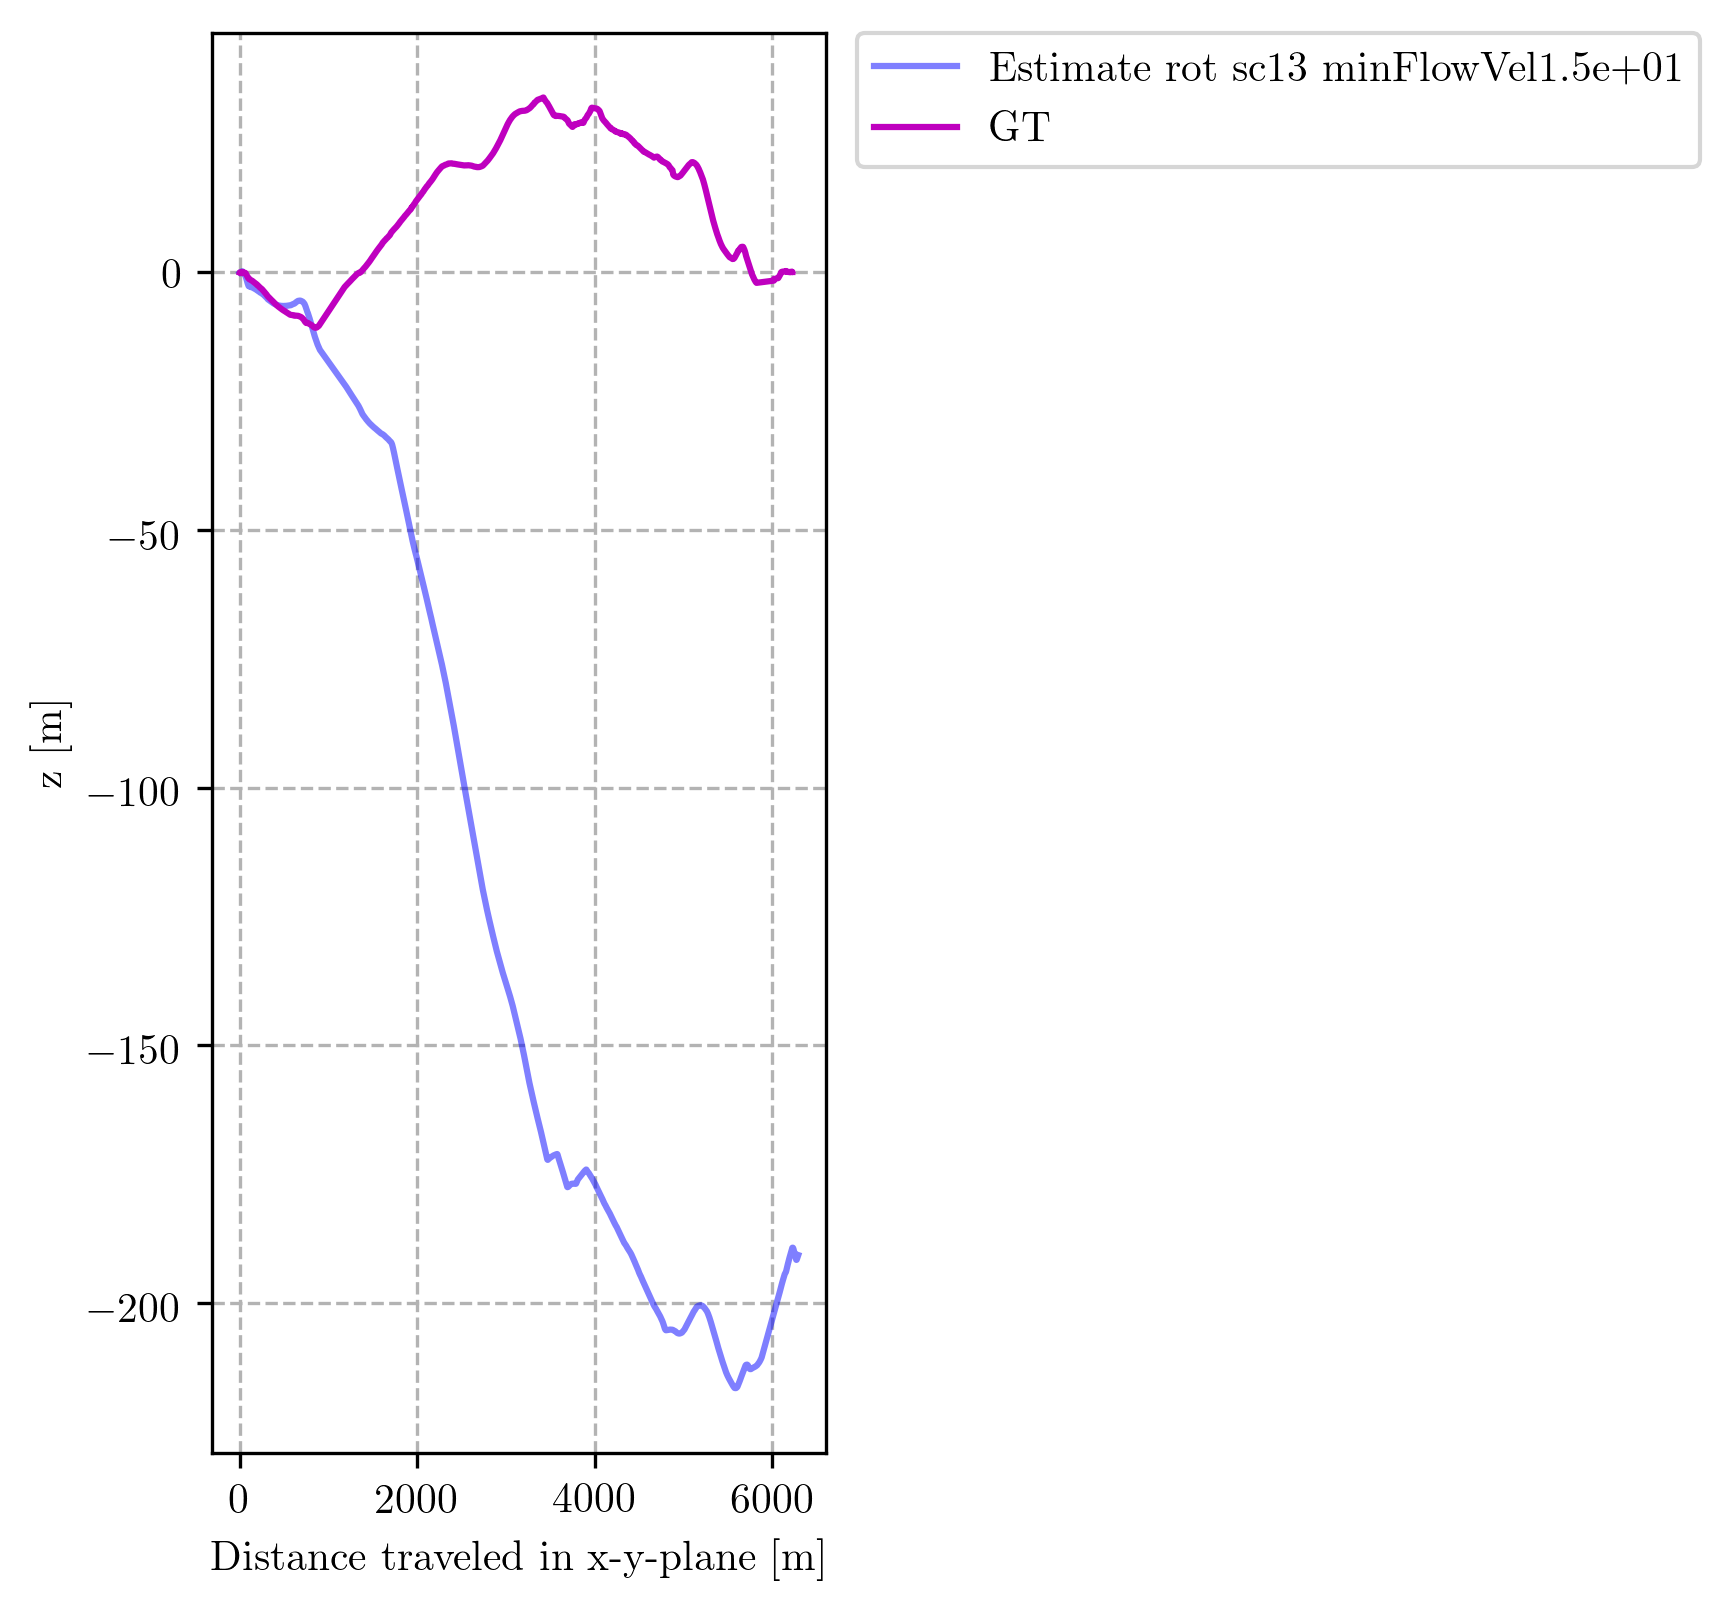 Estimate rot sc13 minFlowVel1.5e+01
GT
0
−50
−100
−150
−200
z [m]
0 2000 4000 6000
Distance traveled in x-y-plane [m]